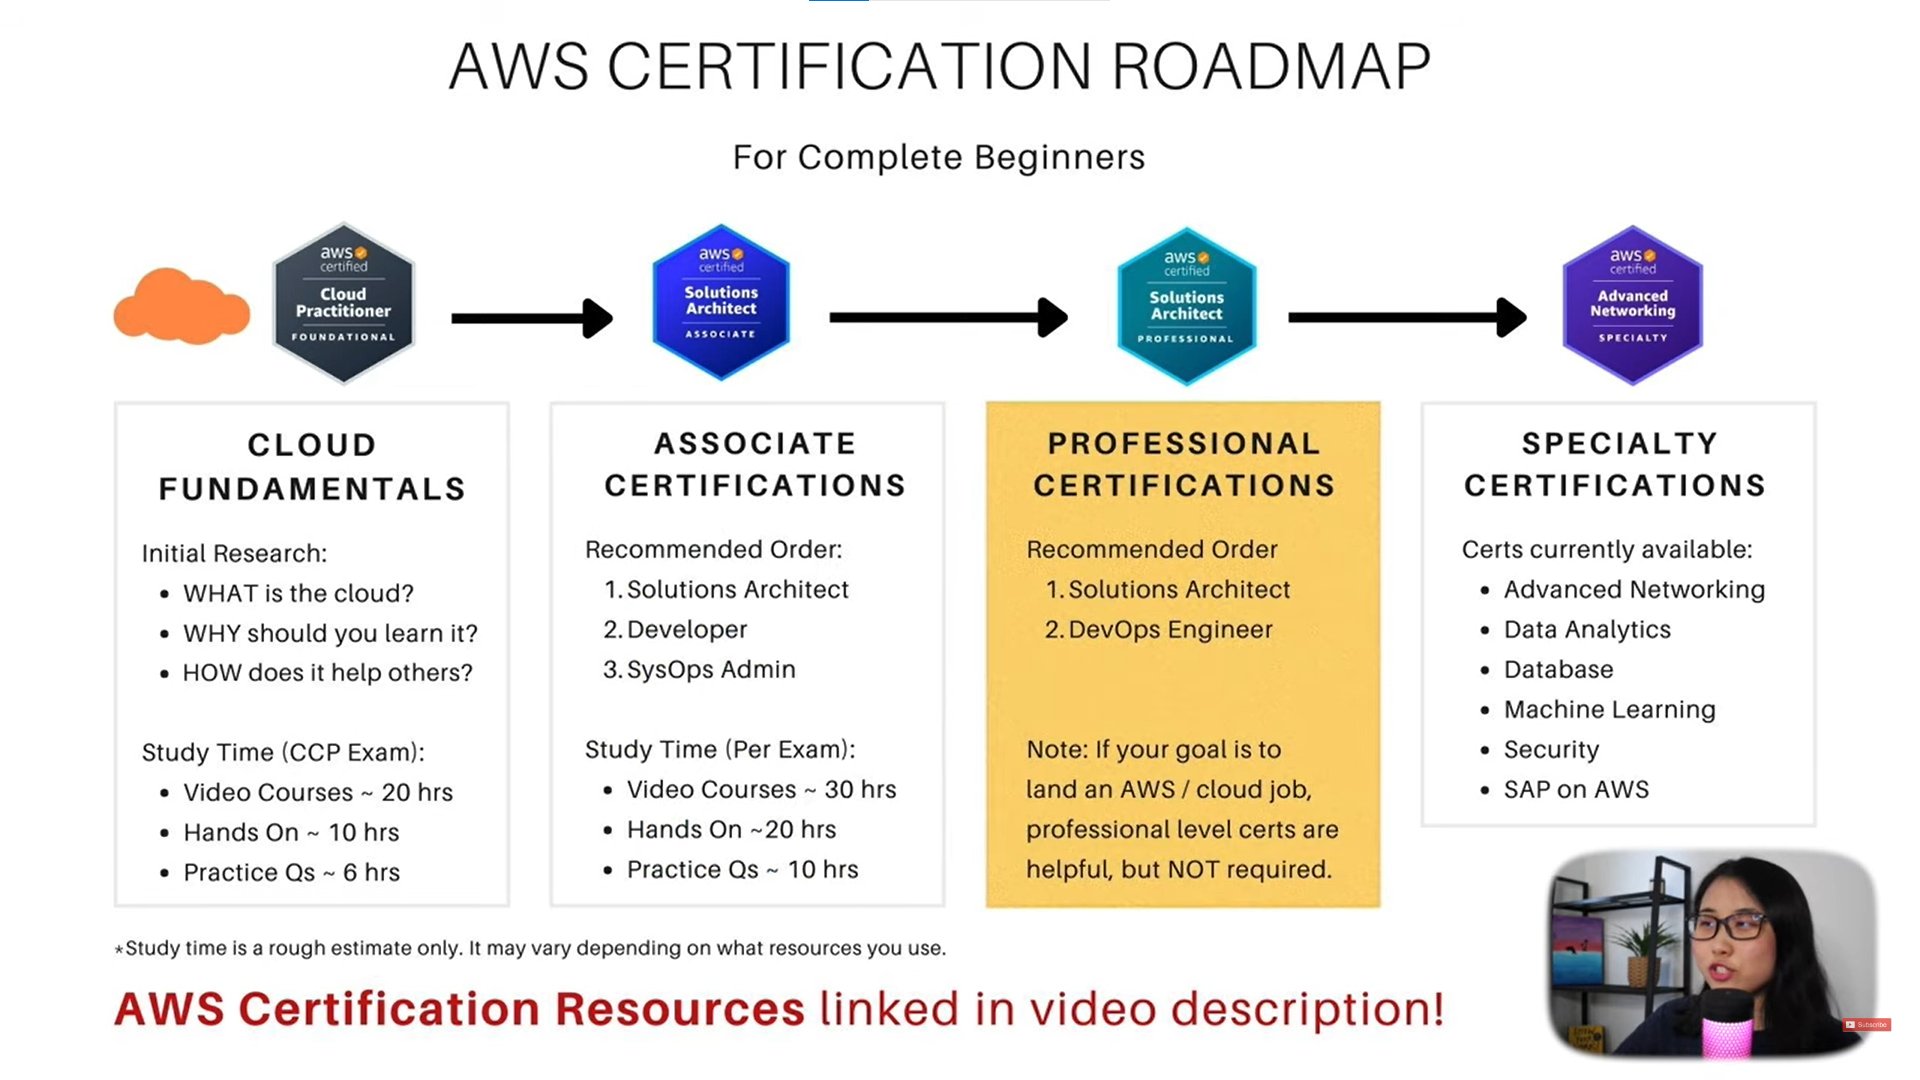 AWS CERTIFICATION ROADMAP
For Complete Beginners
aws
certified
Cloud
Practitioner
FOUNDATIONAL
aws
certified
Solutions
Architect
ASSOCIATE
aws
certified
Solutions
Architect
PROFESSIONAL
aws
certified
Advanced
Networking
SPECIALTY
CLOUD
FUNDAMENTALS
Initial Research:
• WHAT is the cloud?
• WHY should you learn it?
• HOW does it help others?
Study Time (CCP Exam):
• Video Courses ~ 20 hrs
• Hands On ~ 10 hrs
• Practice Qs ~ 6 hrs
ASSOCIATE
CERTIFICATIONS
Recommended Order:
1. Solutions Architect
2. Developer
3. SysOps Admin
Study Time (Per Exam):
• Video Courses ~ 30 hrs
• Hands On ~20 hrs
• Practice Qs ~ 10 hrs
PROFESSIONAL
CERTIFICATIONS
Recommended Order
1. Solutions Architect
2. DevOps Engineer
Note: If your goal is to
land an AWS / cloud job,
professional level certs are
helpful, but NOT required.
SPECIALTY
CERTIFICATIONS
Certs currently available:
• Advanced Networking
• Data Analytics
• Database
• Machine Learning
• Security
• SAP on AWS
*Study time is a rough estimate only. It may vary depending on what resources you use.
AWS Certification Resources linked in video description!
Subscribe